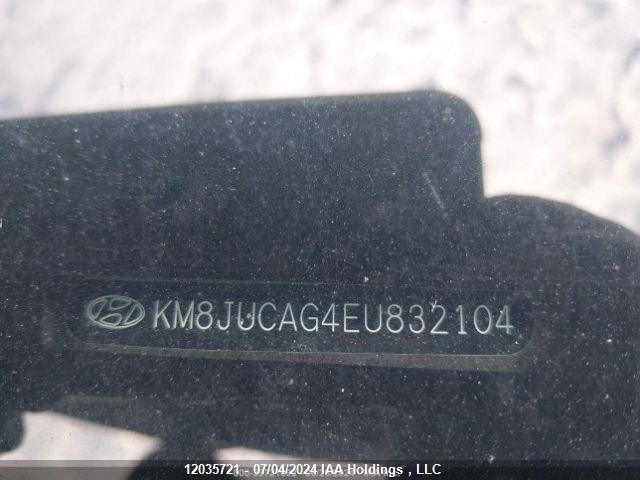 KM8JUCAG4EU832104
12035721 - 07/04/2024 IAA Holdings , LLC